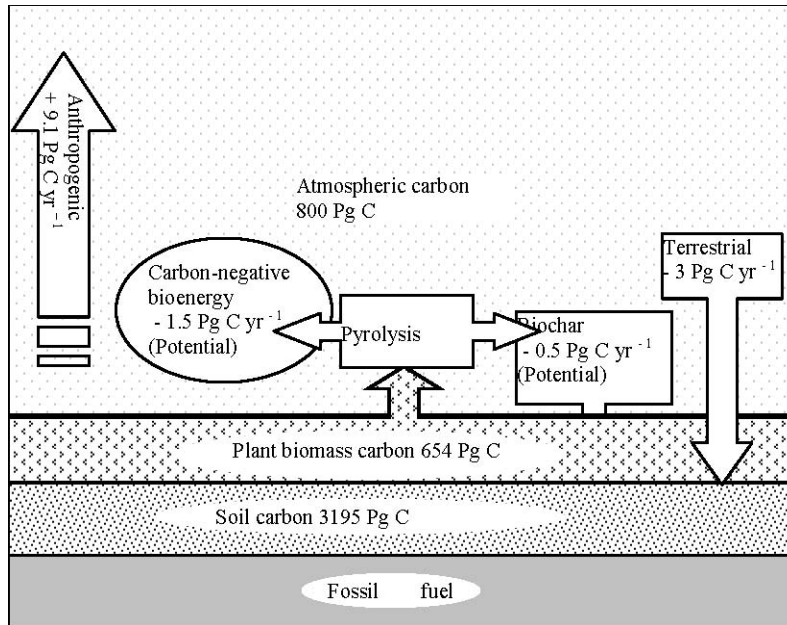 Anthropogenic
+ 9.1 Pg C yr ⁻¹
Atmospheric carbon
800 Pg C
Carbon-negative
bioenergy
- 1.5 Pg C yr ⁻¹
(Potential)
Pyrolysis
Biochar
- 0.5 Pg C yr ⁻¹
(Potential)
Terrestrial
- 3 Pg C yr ⁻¹
Plant biomass carbon 654 Pg C
Soil carbon 3195 Pg C
Fossil fuel